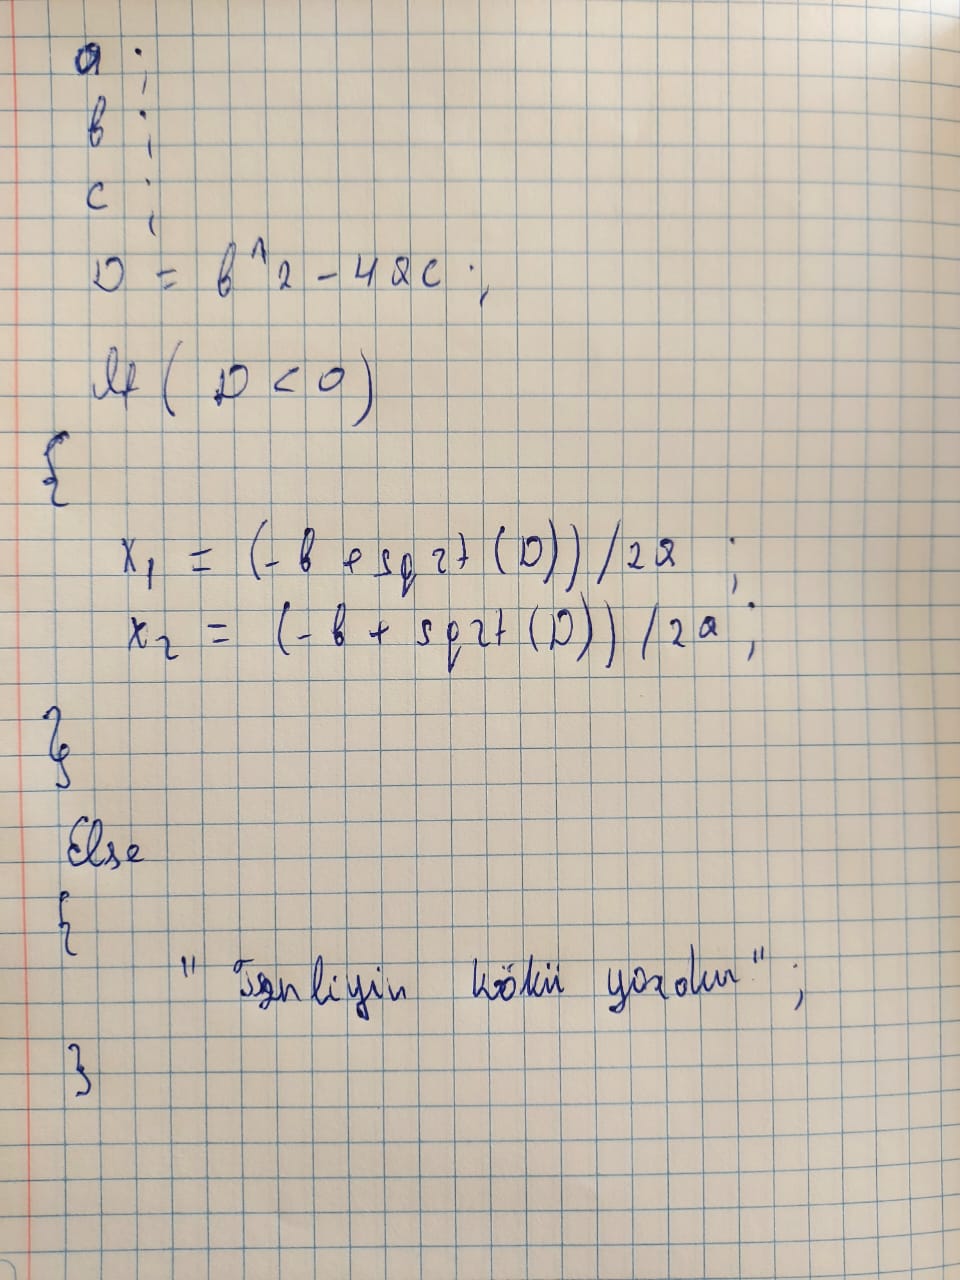 a ;
b ;
c ;
D = b^2 - 4ac ;
If ( D < 0 )
{
x₁ = (-b + sqrt (D)) / 2a ;
x₂ = (-b + sqrt (D)) / 2a ;
}
Else
{
" Tənliyin kökü yoxdur " ;
}